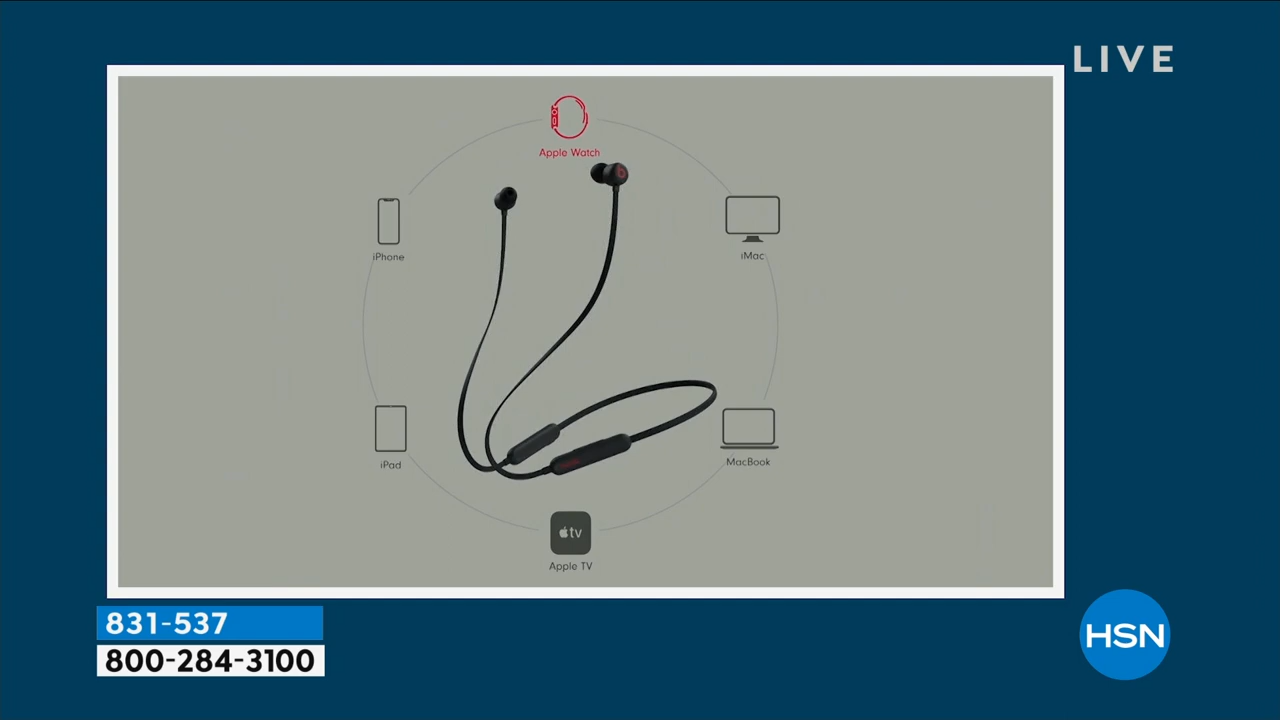 LIVE
Apple Watch
iPhone
iMac
iPad
MacBook
tv
Apple TV
831-537
800-284-3100
HSN